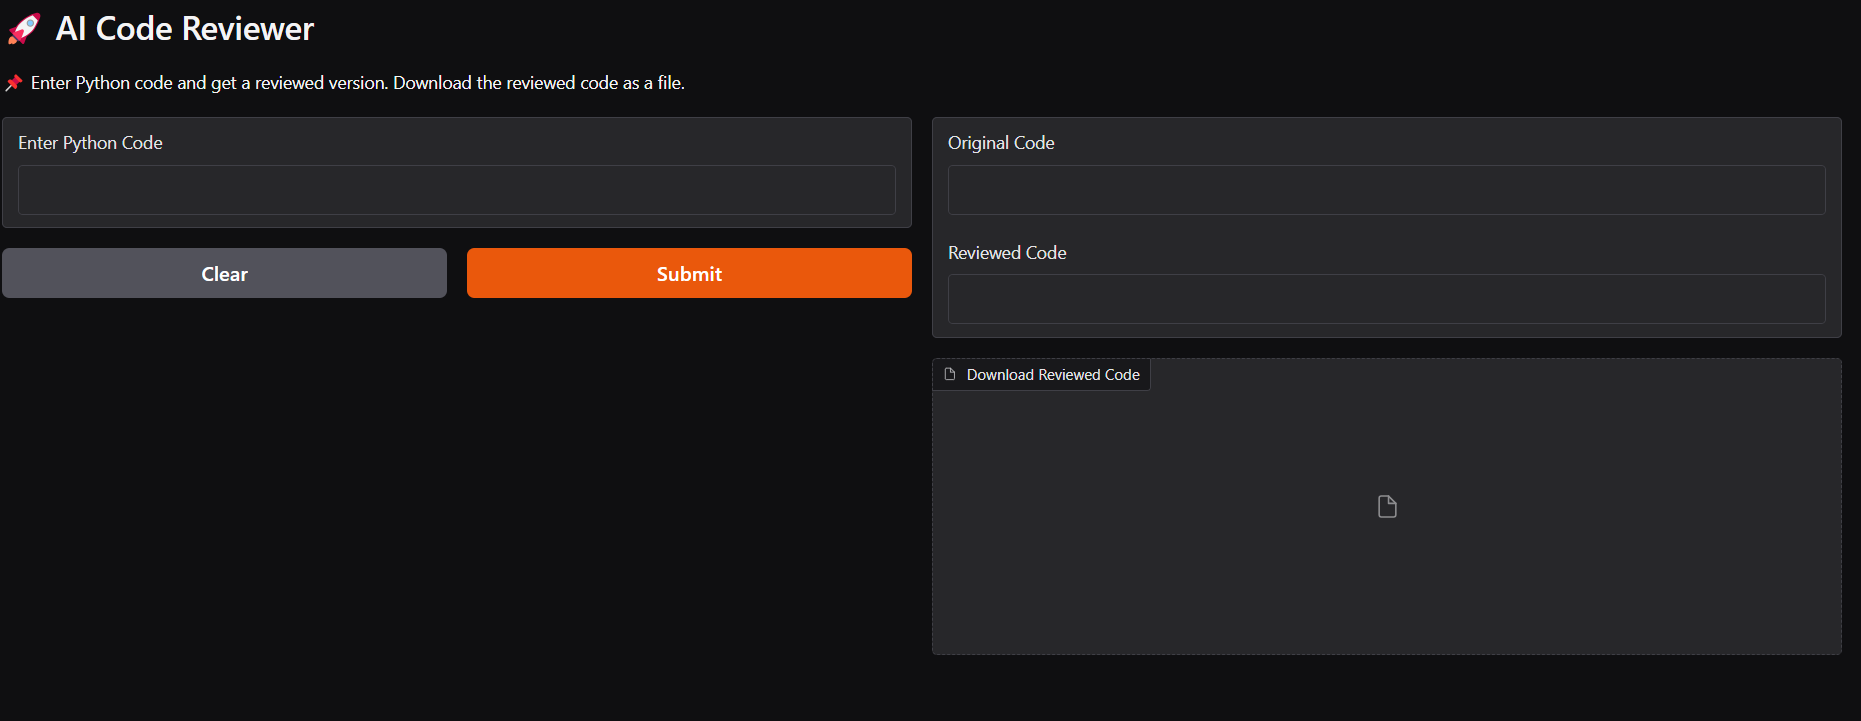 🚀 AI Code Reviewer
📌 Enter Python code and get a reviewed version. Download the reviewed code as a file.
Enter Python Code
Clear
Submit
Original Code
Reviewed Code
Download Reviewed Code